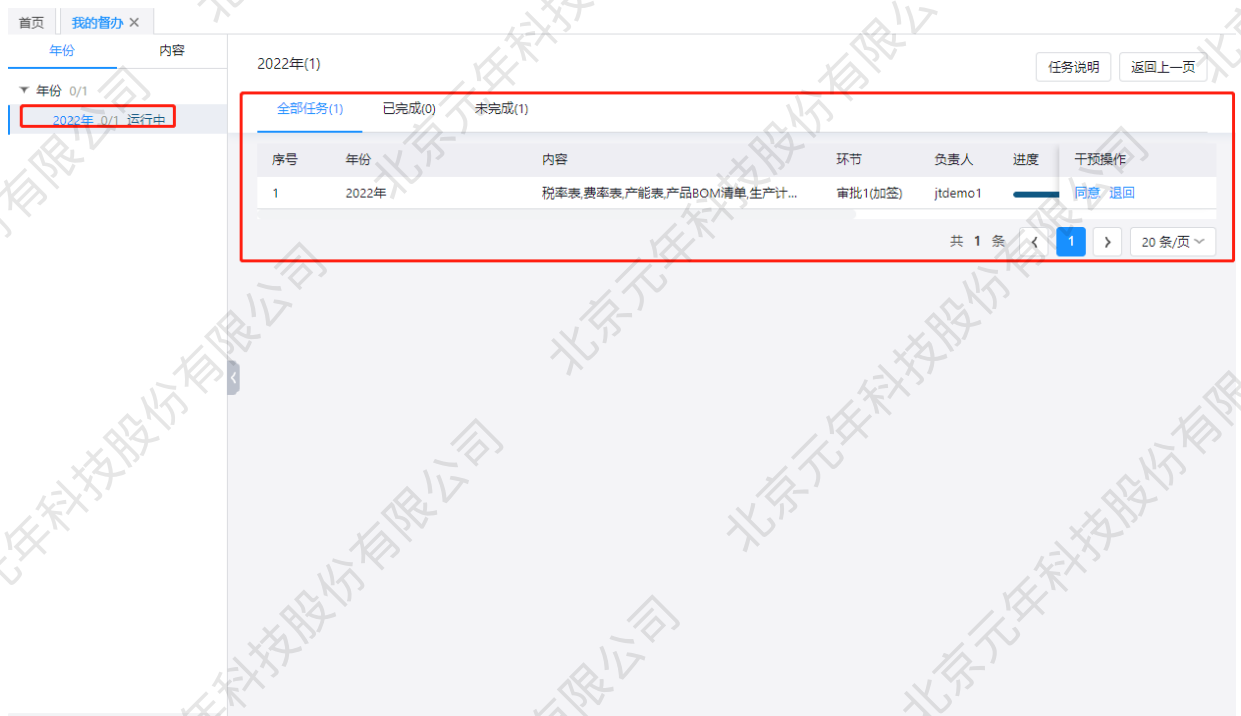 首页 我的督办 ×
年份 内容
年份 0/1
2022年 0/1 运行中
2022年(1)
任务说明 返回上一页
全部任务(1) 已完成(0) 未完成(1)
序号 年份 内容 环节 负责人 进度 干预操作
1 2022年 税率表,费率表,产能表,产品BOM清单,生产计... 审批1(加签) jtdemo1 同意 退回
共 1 条 1 20 条/页
北京元年科技股份有限公司